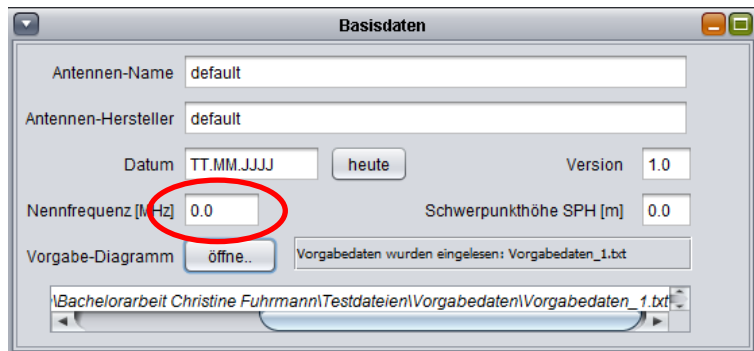 Basisdaten
Antennen-Name default
Antennen-Hersteller default
Datum TT.MM.JJJJ heute Version 1.0
Nennfrequenz [MHz] 0.0 Schwerpunkthöhe SPH [m] 0.0
Vorgabe-Diagramm öffne.. Vorgabedaten wurden eingelesen: Vorgabedaten_1.txt
\Bachelorarbeit Christine Fuhrmann\Testdateien\Vorgabedaten\Vorgabedaten_1.txt